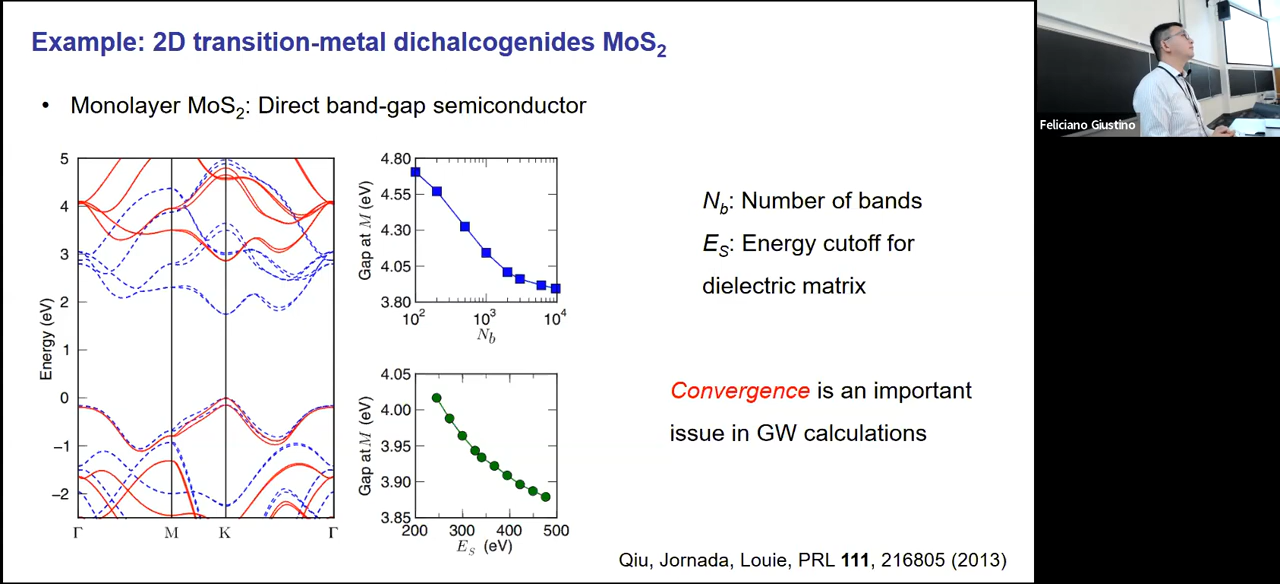 Example: 2D transition-metal dichalcogenides MoS₂
• Monolayer MoS₂: Direct band-gap semiconductor
Energy (eV)
5
4
3
2
1
0
−1
−2
Γ M K Γ
Gap at M (eV)
4.80
4.55
4.30
4.05
3.80
10² 10³ 10⁴
N_b
Gap at M (eV)
4.05
4.00
3.95
3.90
3.85
200 300 400 500
E_S (eV)
N_b: Number of bands
E_S: Energy cutoff for
dielectric matrix
Convergence is an important
issue in GW calculations
Qiu, Jornada, Louie, PRL 111, 216805 (2013)
Feliciano Giustino